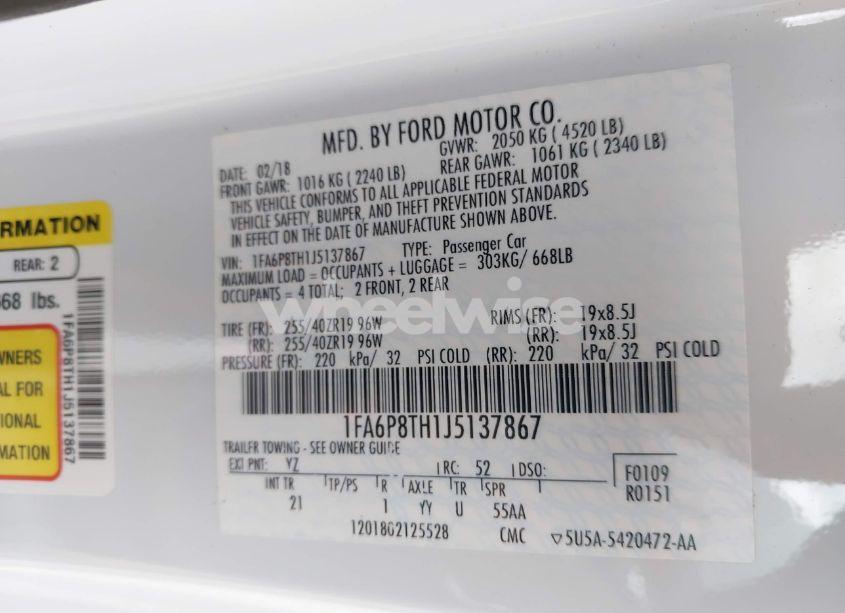 MFD. BY FORD MOTOR CO.
DATE: 02/18 GVWR: 2050 KG ( 4520 LB)
FRONT GAWR: 1016 KG ( 2240 LB) REAR GAWR: 1061 KG ( 2340 LB)
THIS VEHICLE CONFORMS TO ALL APPLICABLE FEDERAL MOTOR
VEHICLE SAFETY, BUMPER, AND THEFT PREVENTION STANDARDS
IN EFFECT ON THE DATE OF MANUFACTURE SHOWN ABOVE.
VIN: 1FA6P8TH1J5137867 TYPE: Passenger Car
MAXIMUM LOAD = OCCUPANTS + LUGGAGE = 303KG/ 668LB
OCCUPANTS = 4 TOTAL; 2 FRONT, 2 REAR
wheelwise
TIRE (FR): 255/40ZR19 96W RIMS (FR): 19x8.5J
(RR): 255/40ZR19 96W (RR): 19x8.5J
PRESSURE (FR): 220 kPa/ 32 PSI COLD (RR): 220 kPa/ 32 PSI COLD
1FA6P8TH1J5137867
TRAILER TOWING - SEE OWNER GUIDE
EXT PNT: YZ RC: 52 DSO:
INT TR TP/PS R AXLE TR SPR
21 1 YY U 55AA
F0109
R0151
12018G2125528 CMC ▽5U5A-5420472-AA
ORMATION
REAR: 2
668 lbs.
WNERS
AL FOR
TIONAL
ION
1FA6P8TH1J5137867